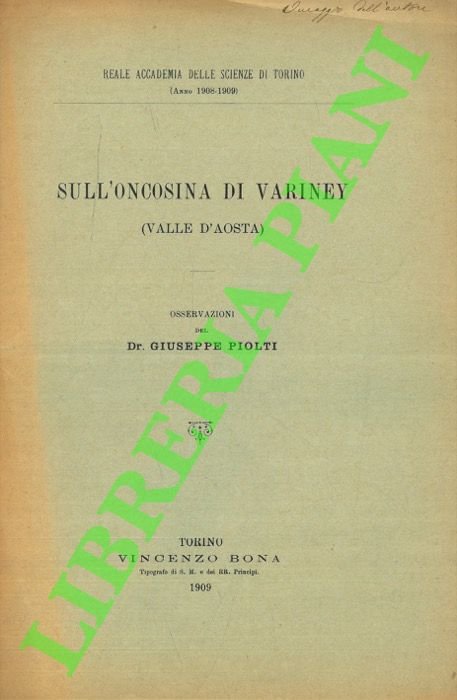 Omaggio dell'autore
REALE ACCADEMIA DELLE SCIENZE DI TORINO
(ANNO 1908-1909)
SULL'ONCOSINA DI VARINEY
(VALLE D'AOSTA)
OSSERVAZIONI
DEL
Dr. GIUSEPPE PIOLTI
TORINO
VINCENZO BONA
Tipografo di S. M. e dei RR. Principi.
1909
LIBRERIA PIANI